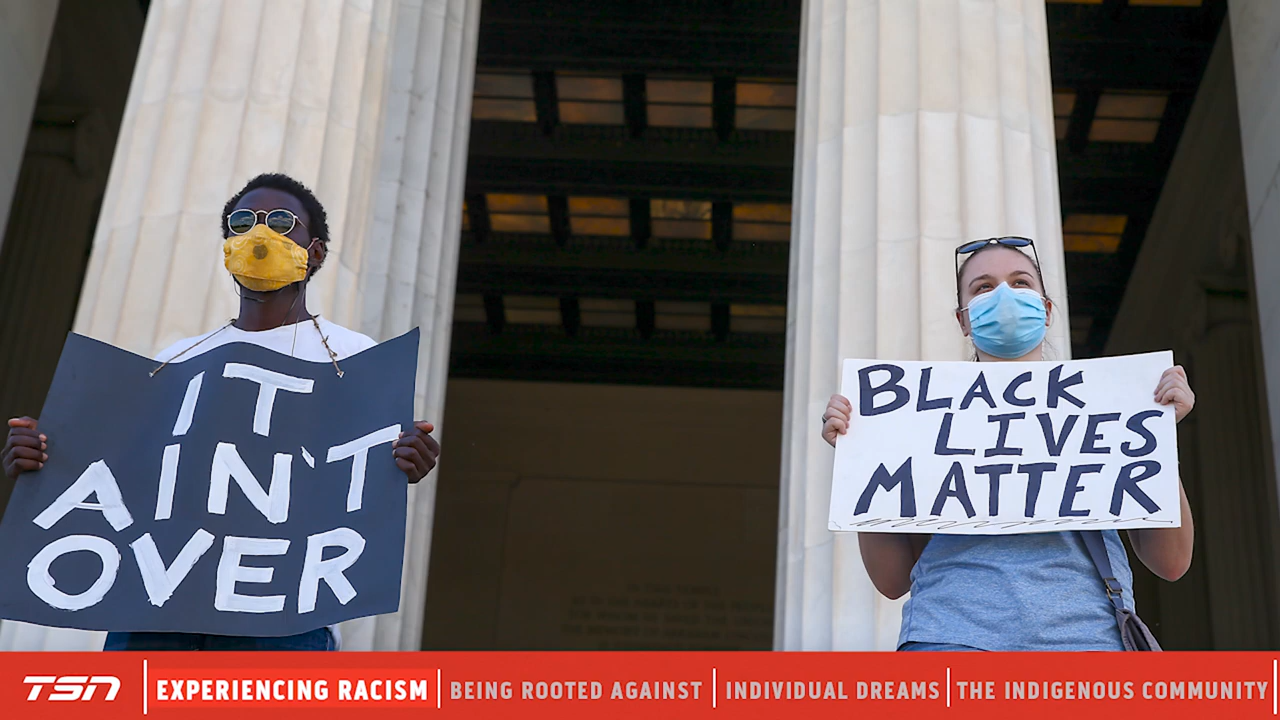 IT
AIN'T
OVER
BLACK
LIVES
MATTER
TSN EXPERIENCING RACISM BEING ROOTED AGAINST INDIVIDUAL DREAMS THE INDIGENOUS COMMUNITY